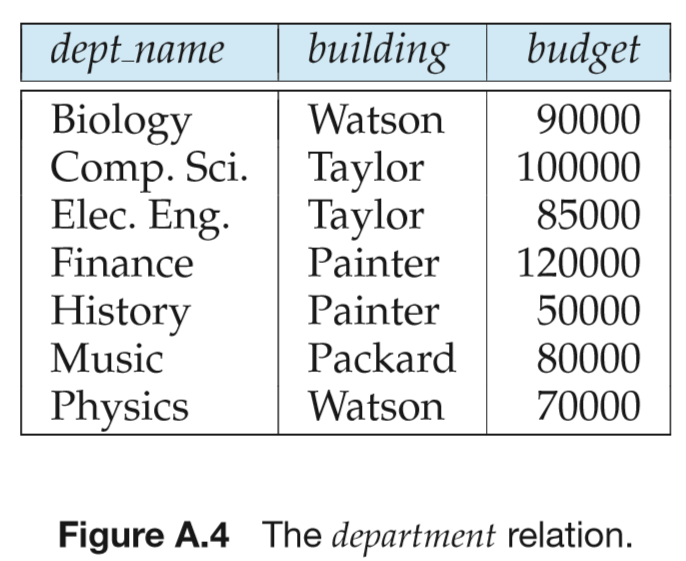 dept_name building budget
Biology Watson 90000
Comp. Sci. Taylor 100000
Elec. Eng. Taylor 85000
Finance Painter 120000
History Painter 50000
Music Packard 80000
Physics Watson 70000
Figure A.4 The department relation.